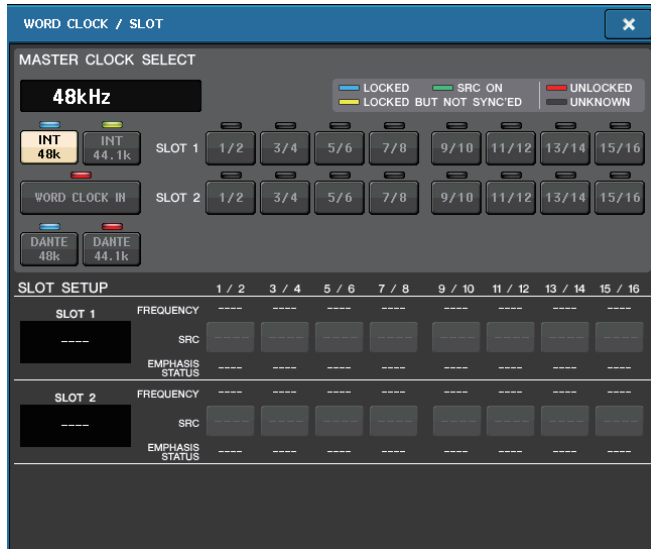 WORD CLOCK / SLOT
MASTER CLOCK SELECT
48kHz
LOCKED SRC ON UNLOCKED
LOCKED BUT NOT SYNC'ED UNKNOWN
INT 48k
INT 44.1k
SLOT 1 1/2 3/4 5/6 7/8 9/10 11/12 13/14 15/16
WORD CLOCK IN
SLOT 2 1/2 3/4 5/6 7/8 9/10 11/12 13/14 15/16
DANTE 48k
DANTE 44.1k
SLOT SETUP 1 / 2 3 / 4 5 / 6 7 / 8 9 / 10 11 / 12 13 / 14 15 / 16
SLOT 1
----
FREQUENCY ---- ---- ---- ---- ---- ---- ---- ----
SRC ---- ---- ---- ---- ---- ---- ---- ----
EMPHASIS STATUS ---- ---- ---- ---- ---- ---- ---- ----
SLOT 2
----
FREQUENCY ---- ---- ---- ---- ---- ---- ---- ----
SRC ---- ---- ---- ---- ---- ---- ---- ----
EMPHASIS STATUS ---- ---- ---- ---- ---- ---- ---- ----